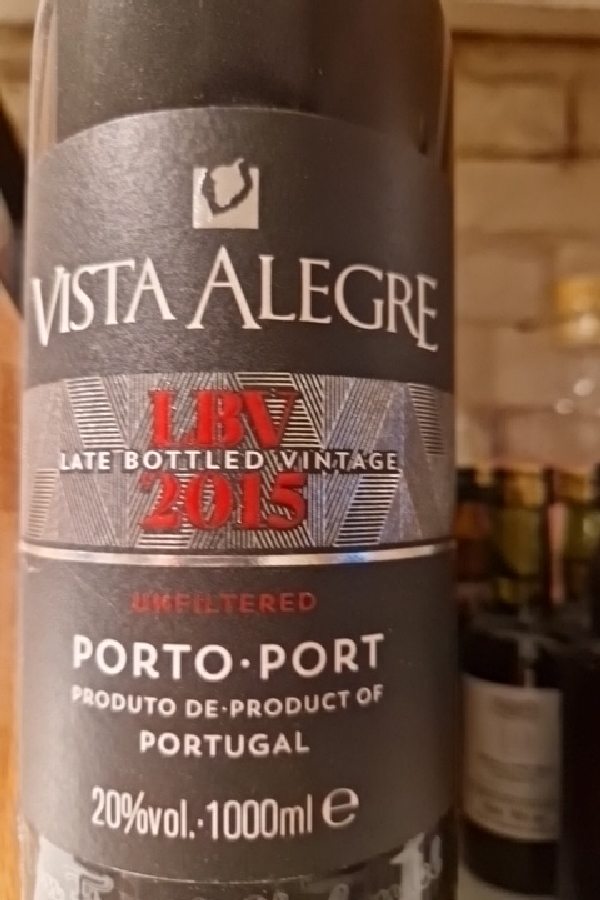 VISTA ALEGRE
LBV
LATE BOTTLED VINTAGE
2015
UNFILTERED
PORTO·PORT
PRODUTO DE·PRODUCT OF
PORTUGAL
20%vol.·1000ml ℮